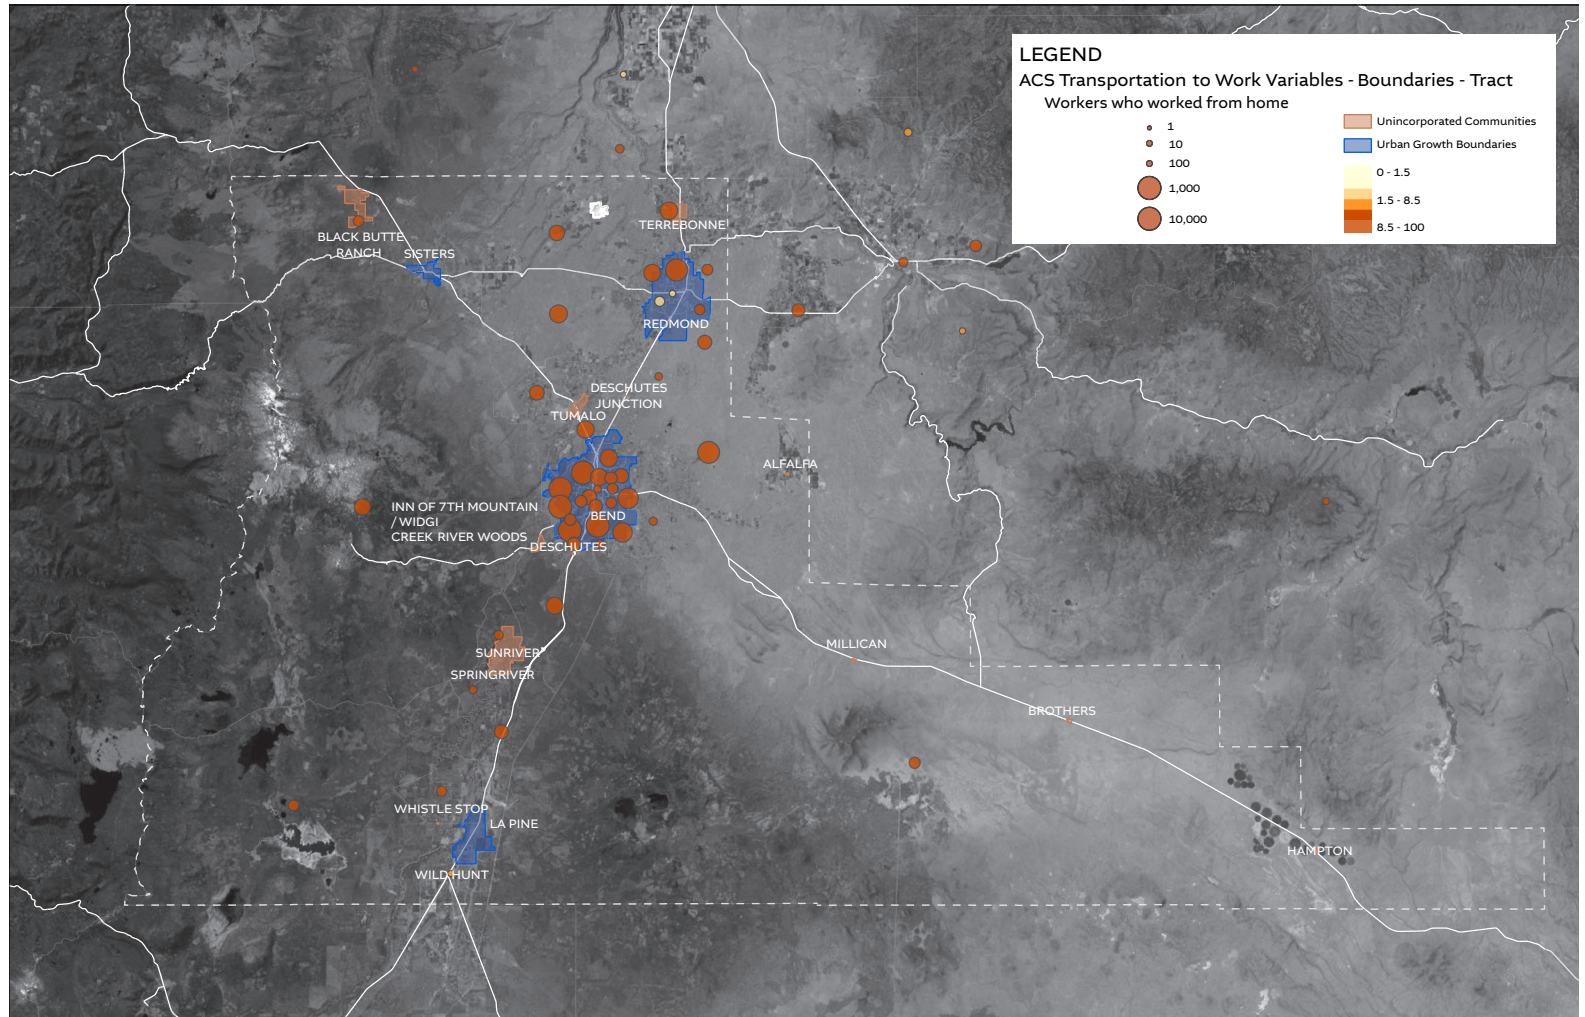 LEGEND
ACS Transportation to Work Variables - Boundaries - Tract
Workers who worked from home
1
10
100
1,000
10,000
Unincorporated Communities
Urban Growth Boundaries
0 - 1.5
1.5 - 8.5
8.5 - 100
BLACK BUTTE
RANCH
SISTERS
TERREBONNE
REDMOND
DESCHUTES
JUNCTION
TUMALO
ALFALFA
INN OF 7TH MOUNTAIN
/ WIDGI
CREEK RIVER WOODS
BEND
DESCHUTES
SUNRIVER
SPRINGRIVER
MILLICAN
BROTHERS
WHISTLE STOP
LA PINE
WILD HUNT
HAMPTON